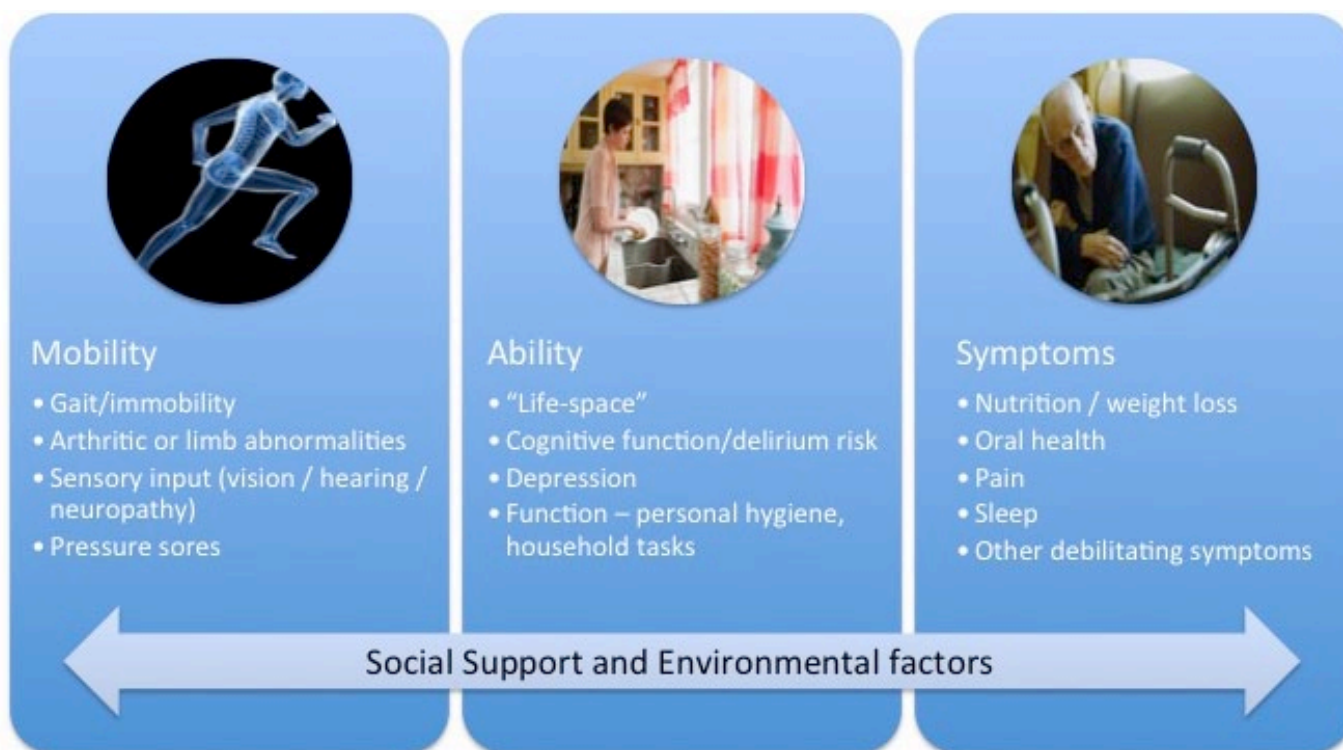 Mobility
• Gait/immobility
• Arthritic or limb abnormalities
• Sensory input (vision / hearing /
neuropathy)
• Pressure sores
Ability
• “Life-space”
• Cognitive function/delirium risk
• Depression
• Function – personal hygiene,
household tasks
Symptoms
• Nutrition / weight loss
• Oral health
• Pain
• Sleep
• Other debilitating symptoms
Social Support and Environmental factors